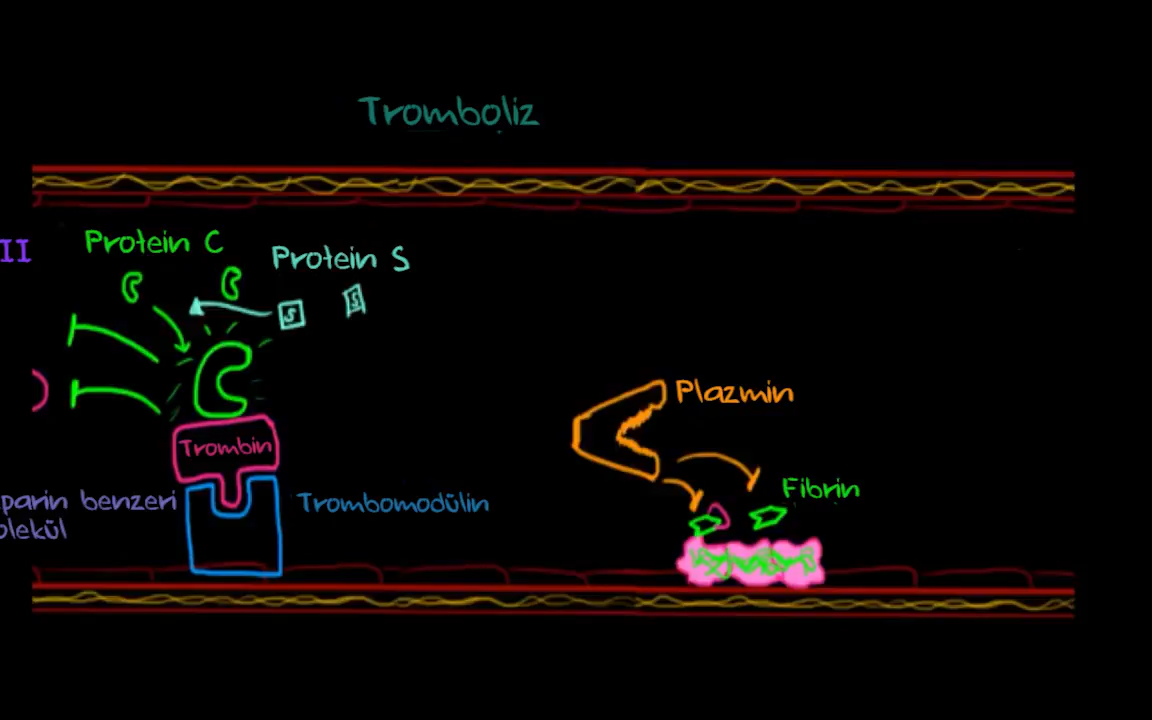 Tromboliz
II
Protein C
Protein S
S
S
Plazmin
Trombin
Fibrin
parin benzeri
olekül
Trombomodülin